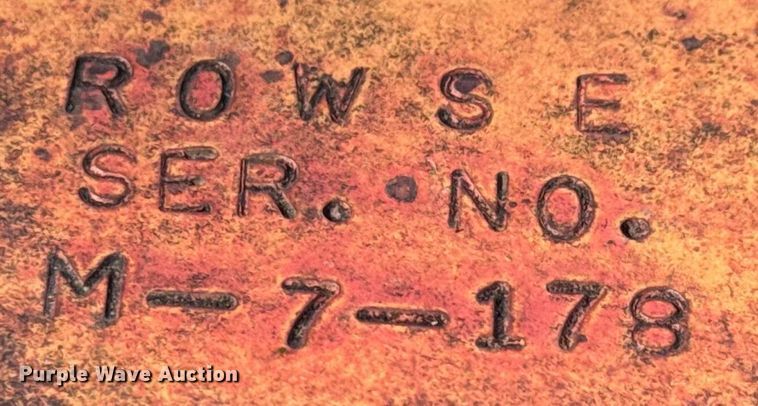 ROWSE
SER. NO.
M-7-178
Purple Wave Auction